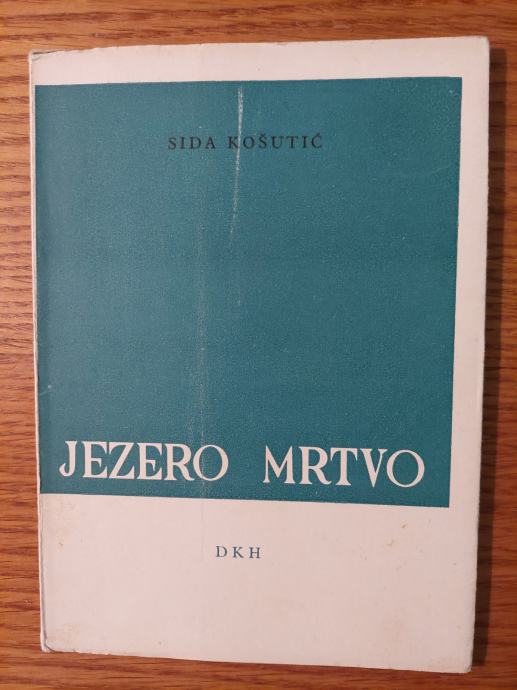 SIDA KOŠUTIĆ
JEZERO MRTVO
DKH